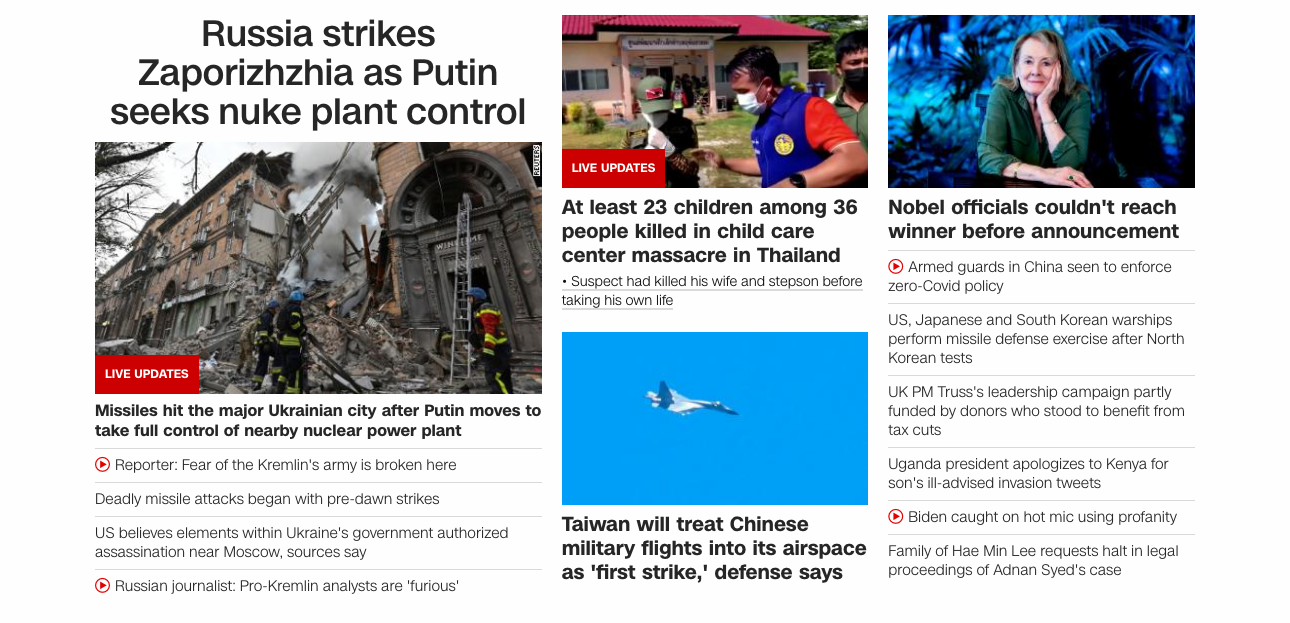 Russia strikes
Zaporizhzhia as Putin
seeks nuke plant control
REUTERS
LIVE UPDATES
Missiles hit the major Ukrainian city after Putin moves to
take full control of nearby nuclear power plant
Reporter: Fear of the Kremlin's army is broken here
Deadly missile attacks began with pre-dawn strikes
US believes elements within Ukraine's government authorized
assassination near Moscow, sources say
Russian journalist: Pro-Kremlin analysts are 'furious'
LIVE UPDATES
At least 23 children among 36
people killed in child care
center massacre in Thailand
• Suspect had killed his wife and stepson before
taking his own life
Taiwan will treat Chinese
military flights into its airspace
as 'first strike,' defense says
Nobel officials couldn't reach
winner before announcement
Armed guards in China seen to enforce
zero-Covid policy
US, Japanese and South Korean warships
perform missile defense exercise after North
Korean tests
UK PM Truss's leadership campaign partly
funded by donors who stood to benefit from
tax cuts
Uganda president apologizes to Kenya for
son's ill-advised invasion tweets
Biden caught on hot mic using profanity
Family of Hae Min Lee requests halt in legal
proceedings of Adnan Syed's case